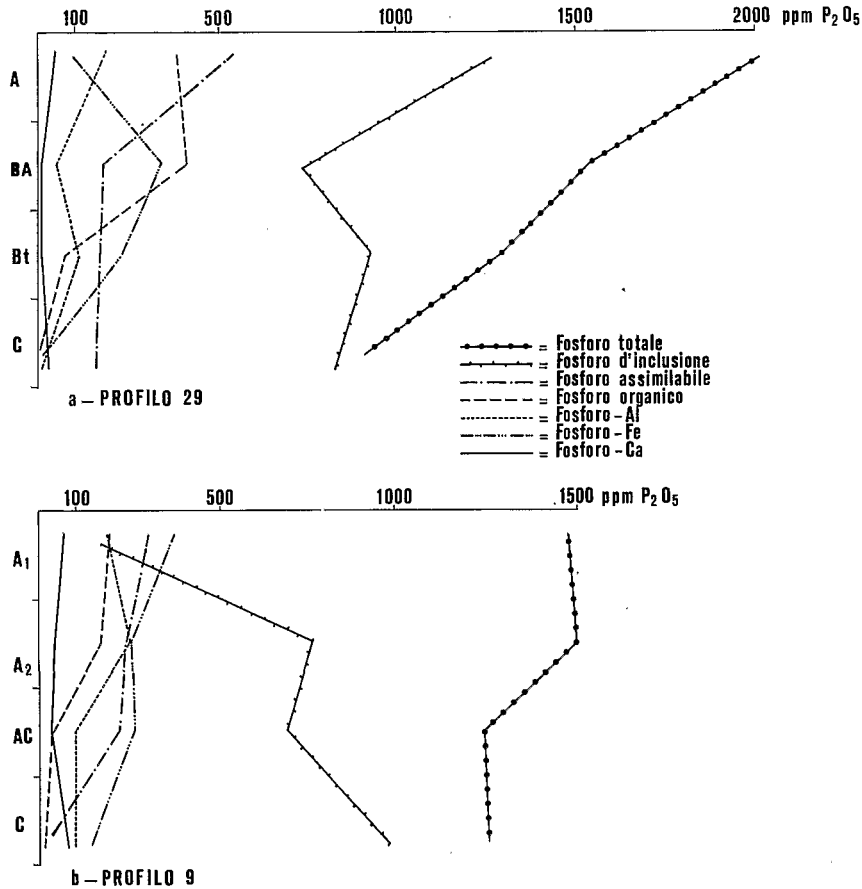 100 500 1000 1500 2000 ppm P₂O₅
A
BA
Bt
C
= Fosforo totale
= Fosforo d'inclusione
= Fosforo assimilabile
= Fosforo organico
= Fosforo-Al
= Fosforo-Fe
= Fosforo-Ca
a – PROFILO 29
100 500 1000 1500 ppm P₂O₅
A₁
A₂
AC
C
b – PROFILO 9